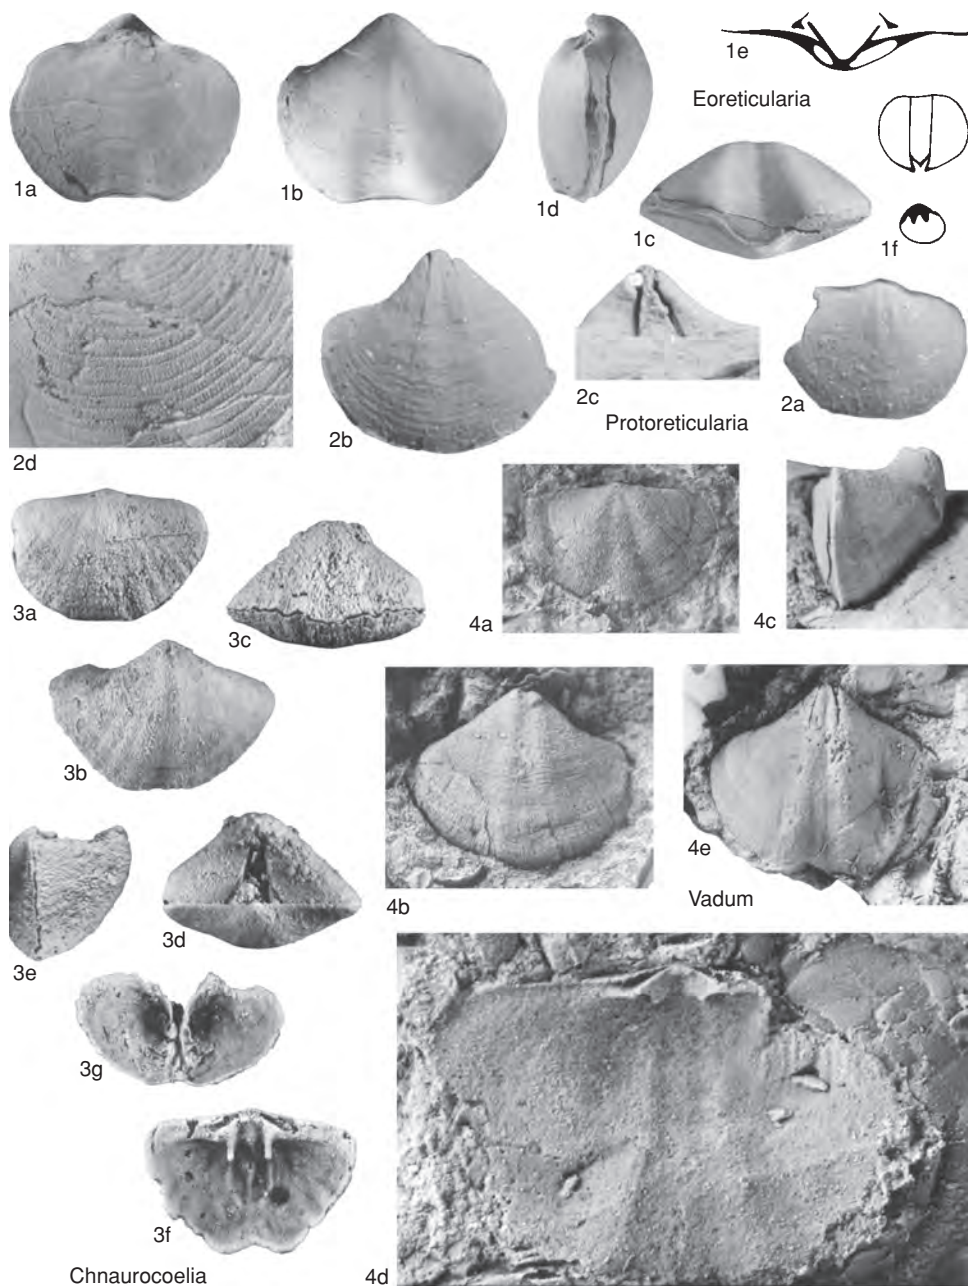 1e
Eoreticularia
1a
1b
1d
1c
1f
2d
2b
2c
Protoreticularia
2a
3a
3c
4a
4c
3b
4b
4e
Vadum
3e
3d
3g
3f
Chnaurocoelia
4d